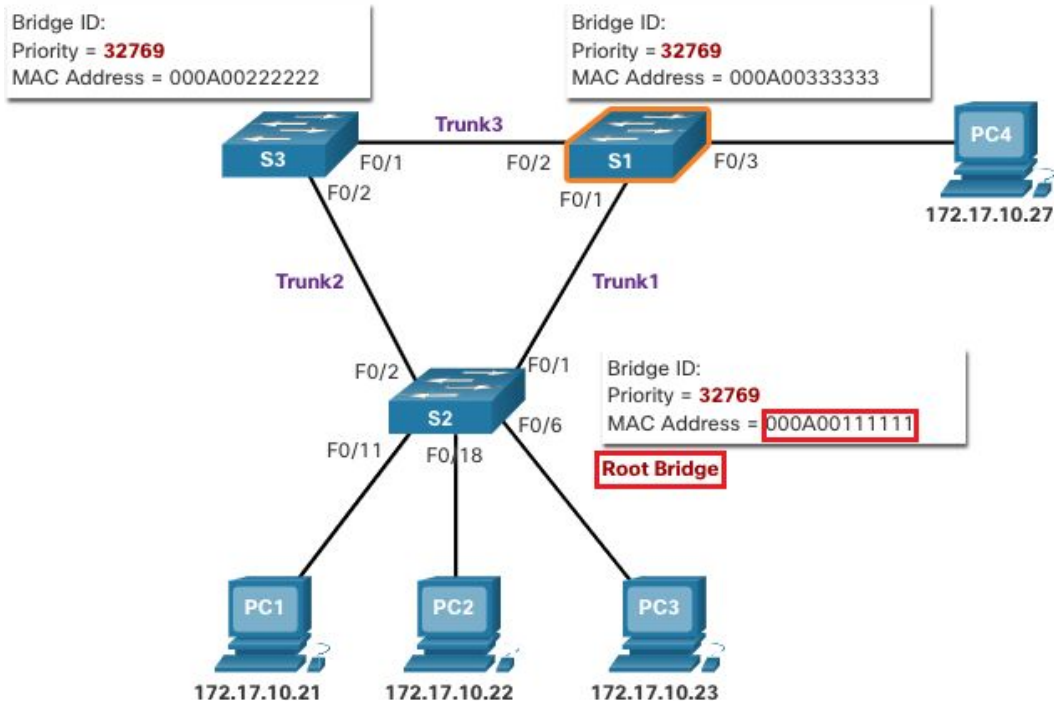 Bridge ID:
Priority = 32769
MAC Address = 000A00222222
Bridge ID:
Priority = 32769
MAC Address = 000A00333333
Trunk3
S3
F0/1
F0/2
S1
F0/3
PC4
F0/2
F0/1
172.17.10.27
Trunk2
Trunk1
F0/2
F0/1
Bridge ID:
Priority = 32769
MAC Address = 000A00111111
S2
F0/6
F0/11
F0/18
Root Bridge
PC1
PC2
PC3
172.17.10.21
172.17.10.22
172.17.10.23